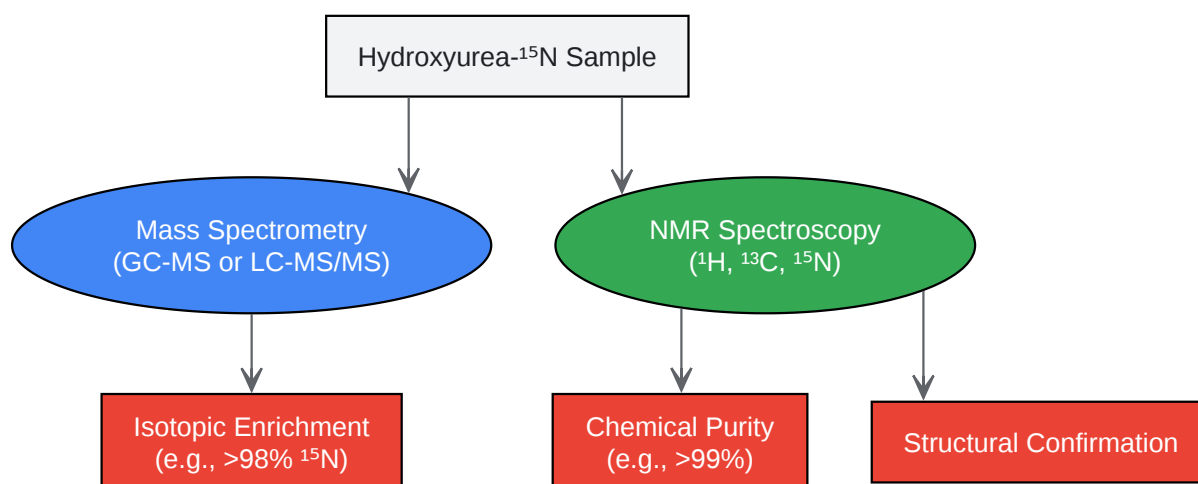 Hydroxyurea-¹⁵N Sample
Mass Spectrometry
(GC-MS or LC-MS/MS)
NMR Spectroscopy
(¹H, ¹³C, ¹⁵N)
Isotopic Enrichment
(e.g., >98% ¹⁵N)
Chemical Purity
(e.g., >99%)
Structural Confirmation